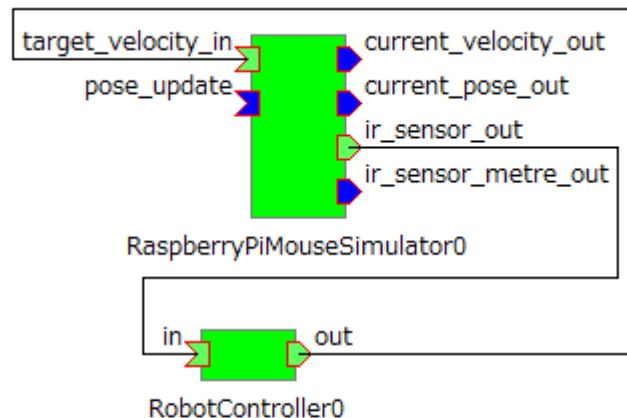 target_velocity_in
current_velocity_out
pose_update
current_pose_out
ir_sensor_out
ir_sensor_metre_out
RaspberryPiMouseSimulator0
in
out
RobotController0